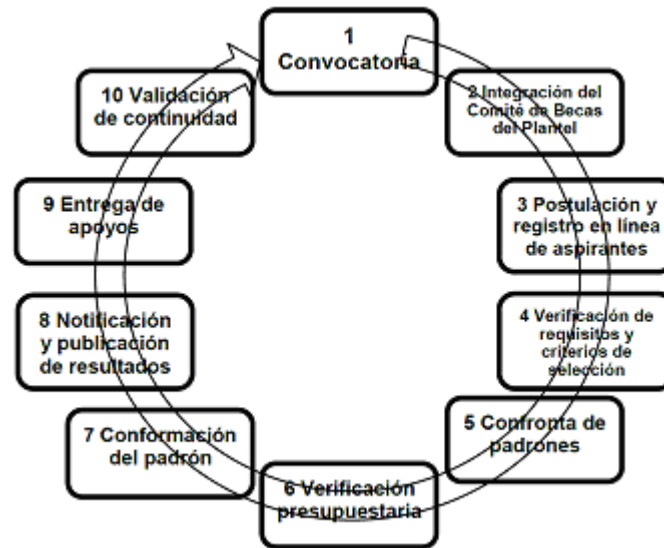 1
Convocatoria
2 Integración del
Comité de Becas
del Plantel
3 Postulación y
registro en línea
de aspirantes
4 Verificación de
requisitos y
criterios de
selección
5 Confronta de
padrones
6 Verificación
presupuestaria
7 Conformación
del padrón
8 Notificación
y publicación
de resultados
9 Entrega de
apoyos
10 Validación
de continuidad